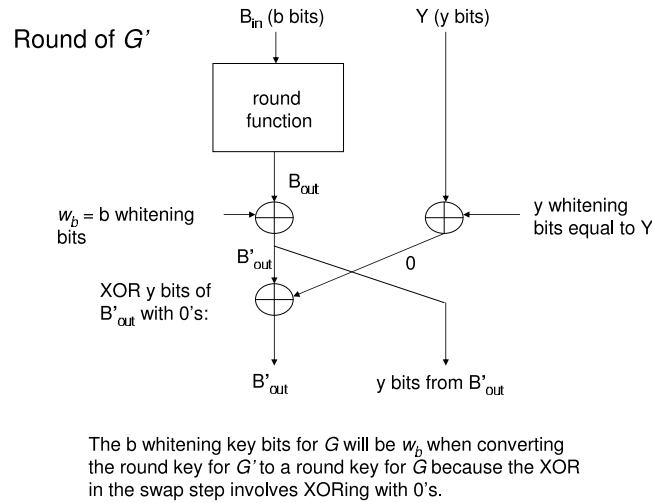 B_in (b bits)
Y (y bits)
Round of G’
round
function
B_out
w_b = b whitening
bits
y whitening
bits equal to Y
B’_out
0
XOR y bits of
B’_out with 0’s:
B’_out
y bits from B’_out
The b whitening key bits for G will be w_b when converting
the round key for G’ to a round key for G because the XOR
in the swap step involves XORing with 0’s.